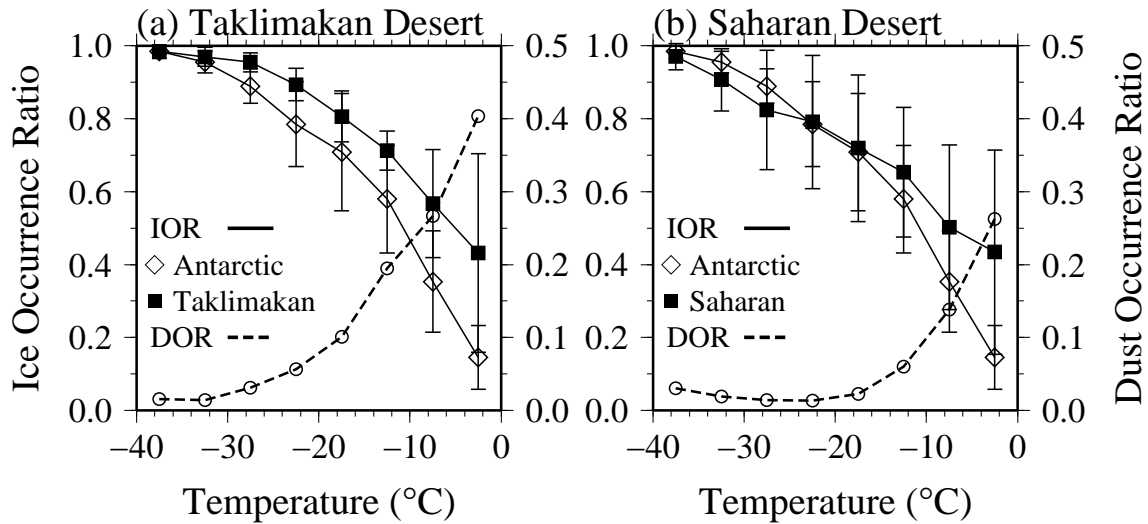 (a) Taklimakan Desert
(b) Saharan Desert
Ice Occurrence Ratio
1.0
0.8
0.6
0.4
0.2
0.0
0.5
0.4
0.3
0.2
0.1
0.0
IOR
Antarctic
Taklimakan
DOR
−40
−30
−20
−10
0
Temperature (°C)
1.0
0.8
0.6
0.4
0.2
0.0
0.5
0.4
0.3
0.2
0.1
0.0
IOR
Antarctic
Saharan
DOR
−40
−30
−20
−10
0
Temperature (°C)
Dust Occurrence Ratio